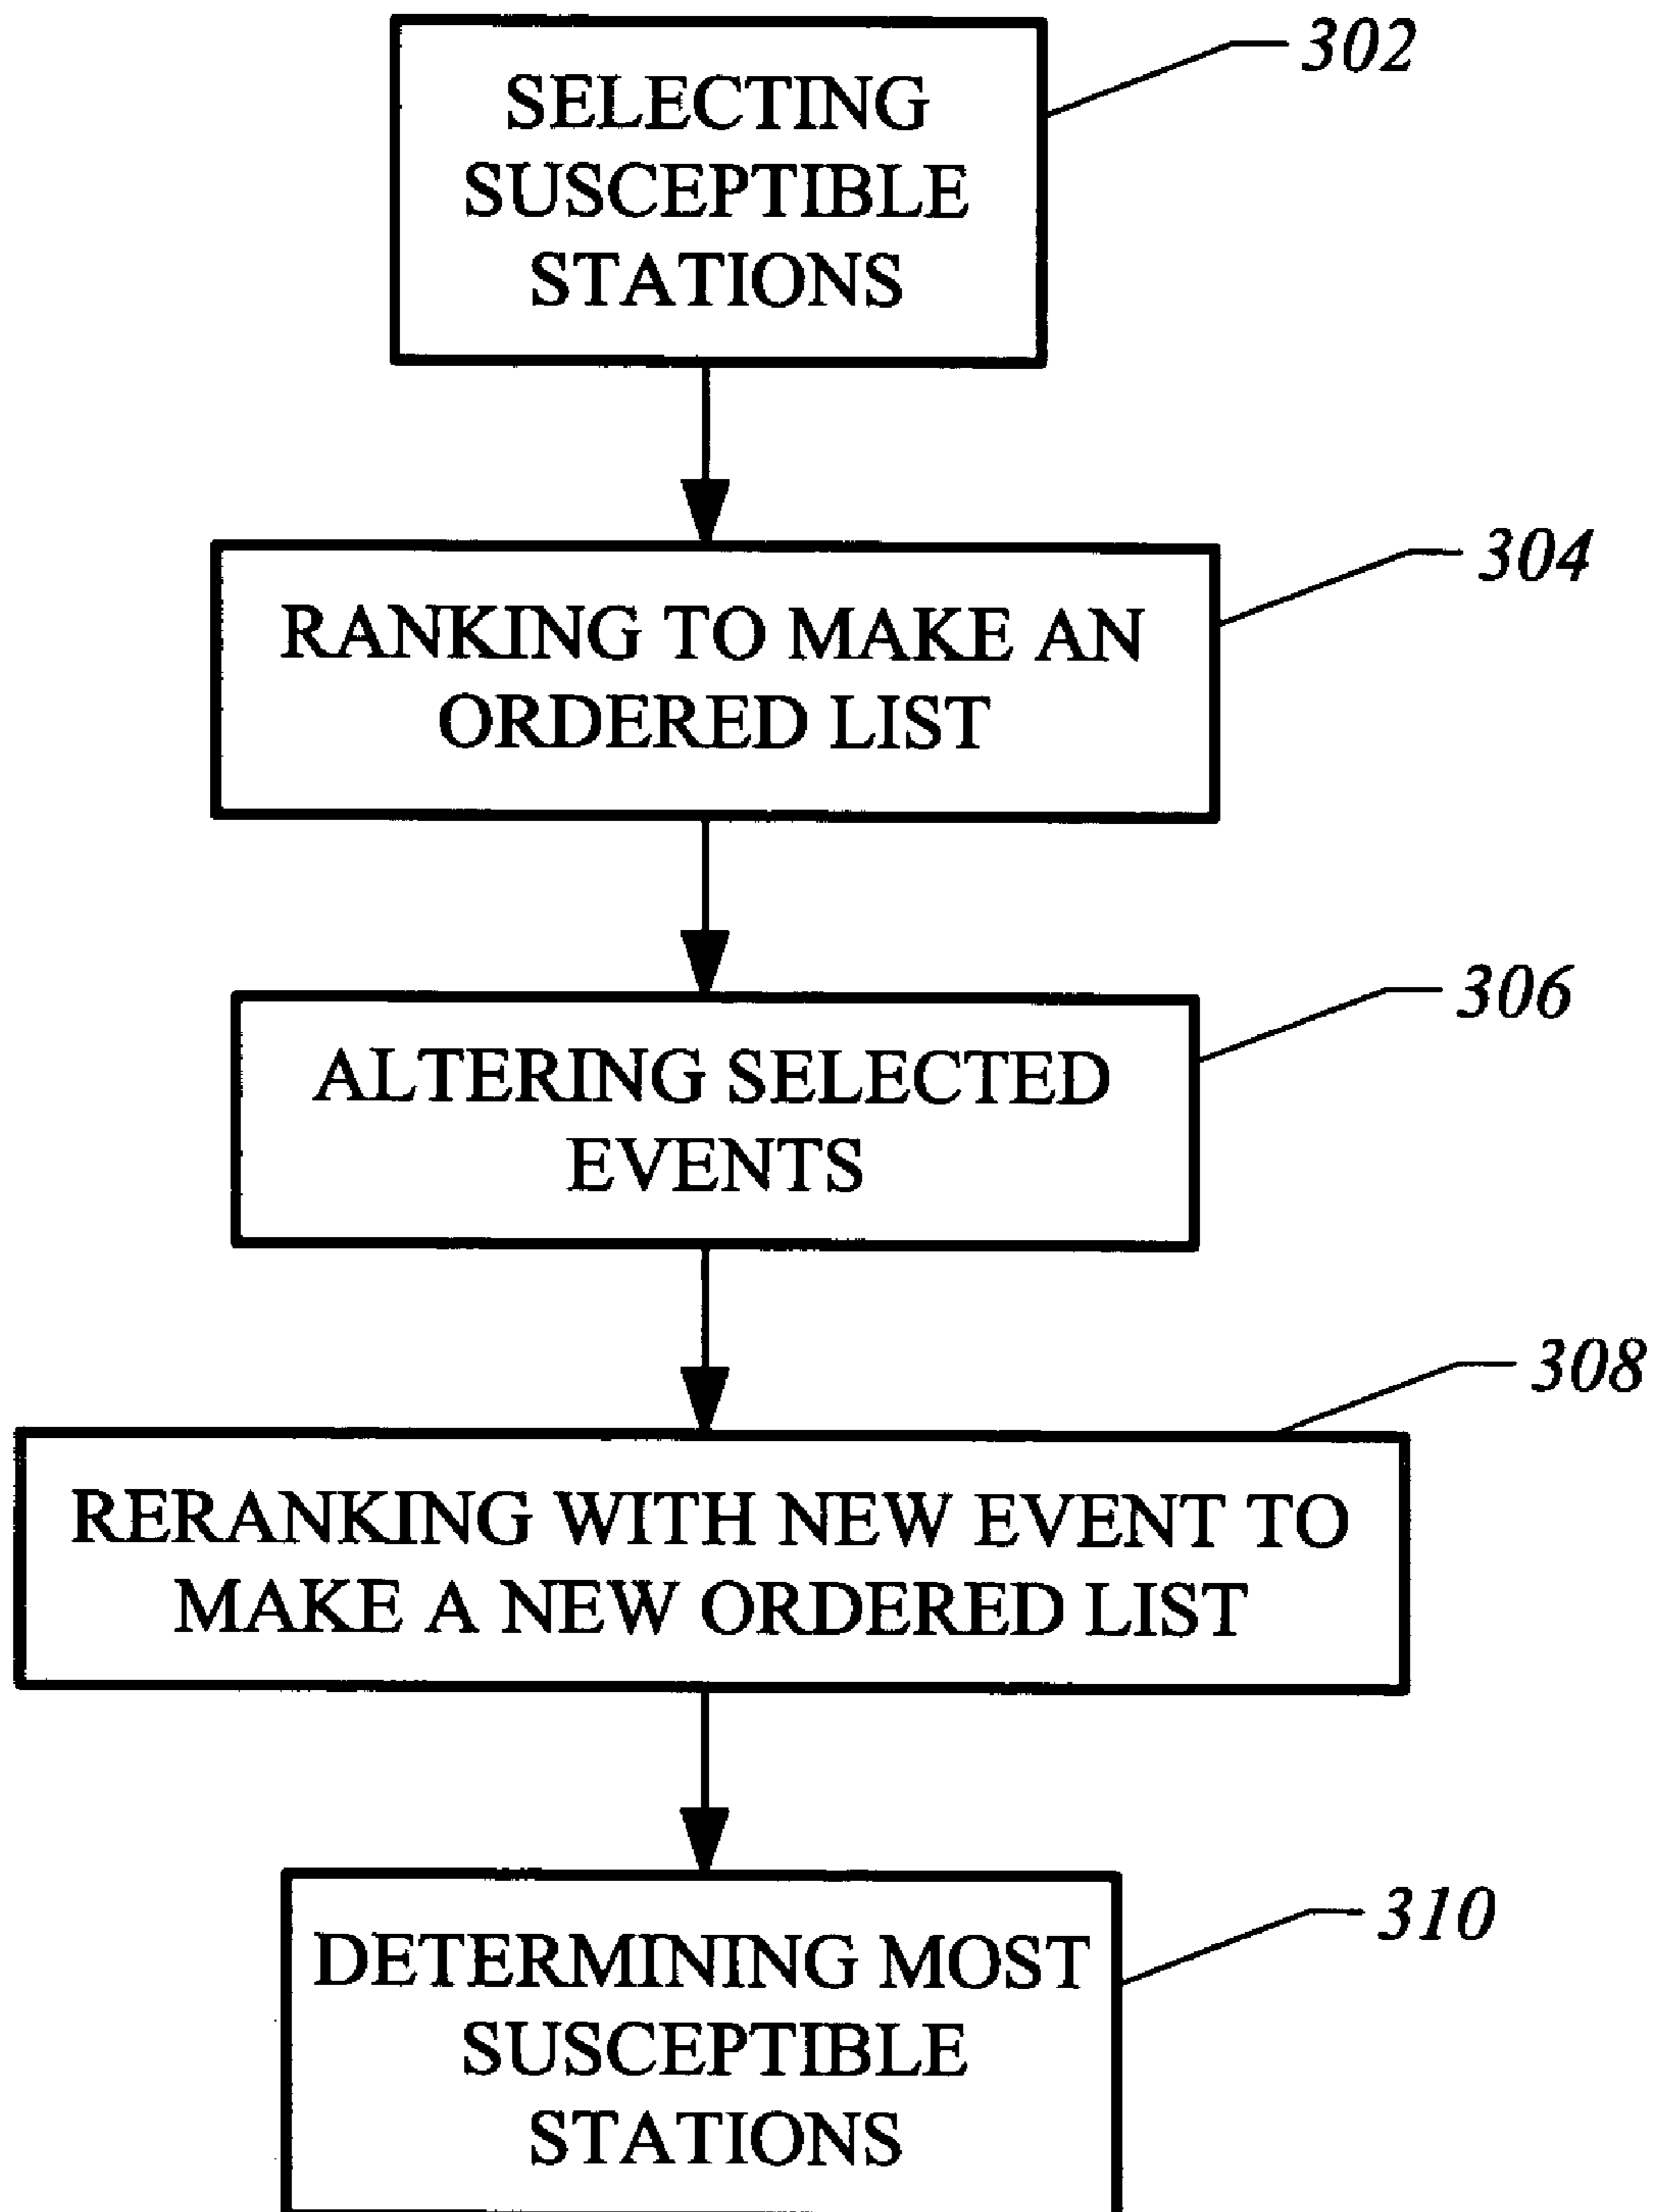 302
SELECTING
SUSCEPTIBLE
STATIONS
304
RANKING TO MAKE AN
ORDERED LIST
306
ALTERING SELECTED
EVENTS
308
RERANKING WITH NEW EVENT TO
MAKE A NEW ORDERED LIST
310
DETERMINING MOST
SUSCEPTIBLE
STATIONS